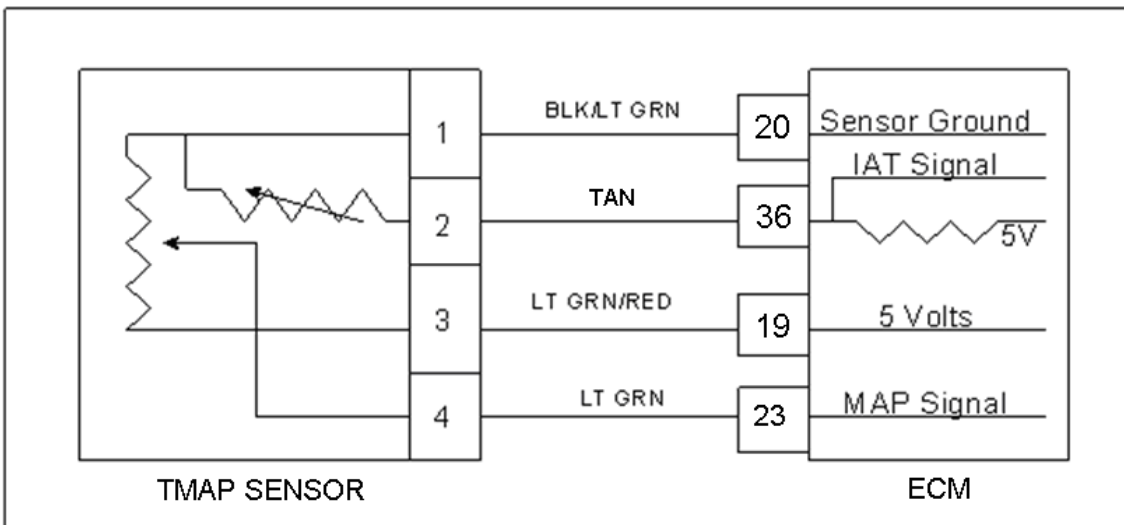 1 BLK/LT GRN 20 Sensor Ground
IAT Signal
2 TAN 36
5V
3 LT GRN/RED 19 5 Volts
4 LT GRN 23 MAP Signal
TMAP SENSOR ECM